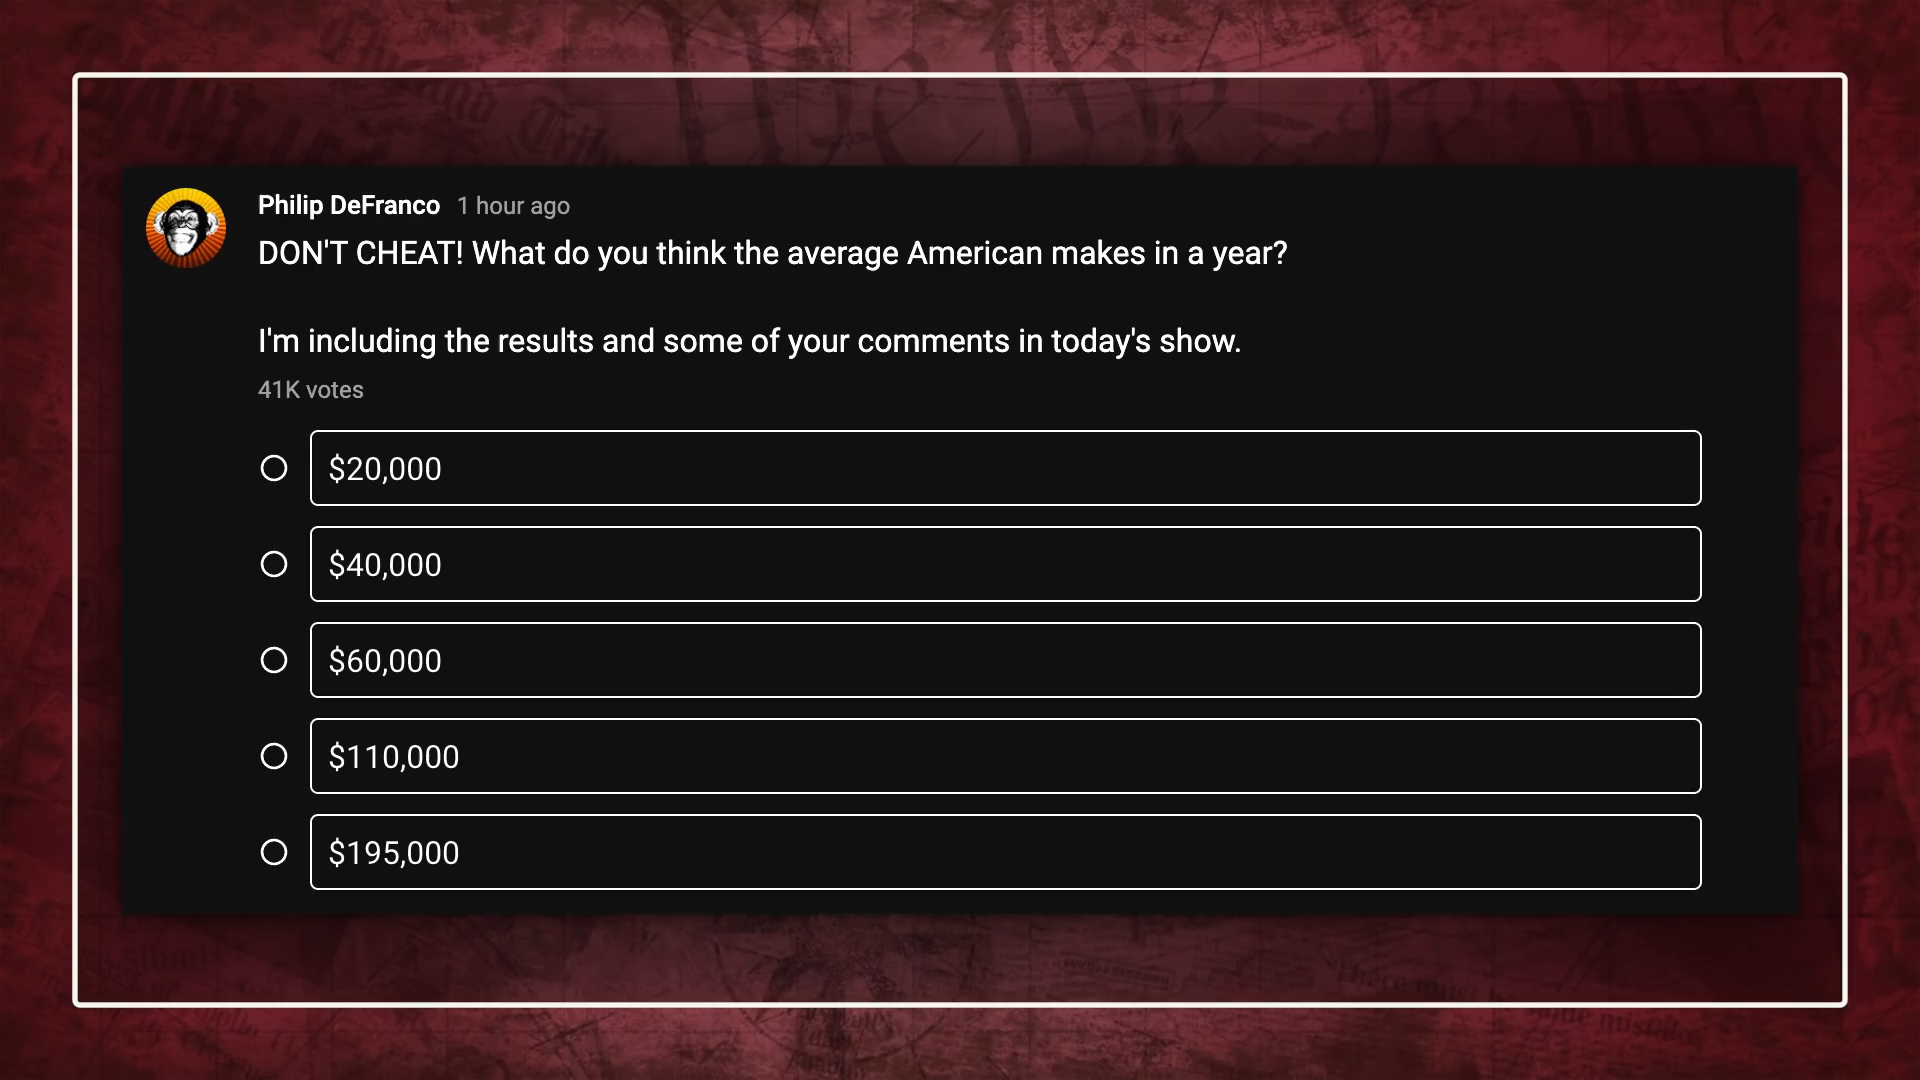 Philip DeFranco 1 hour ago
DON'T CHEAT! What do you think the average American makes in a year?
I'm including the results and some of your comments in today's show.
41K votes
$20,000
$40,000
$60,000
$110,000
$195,000